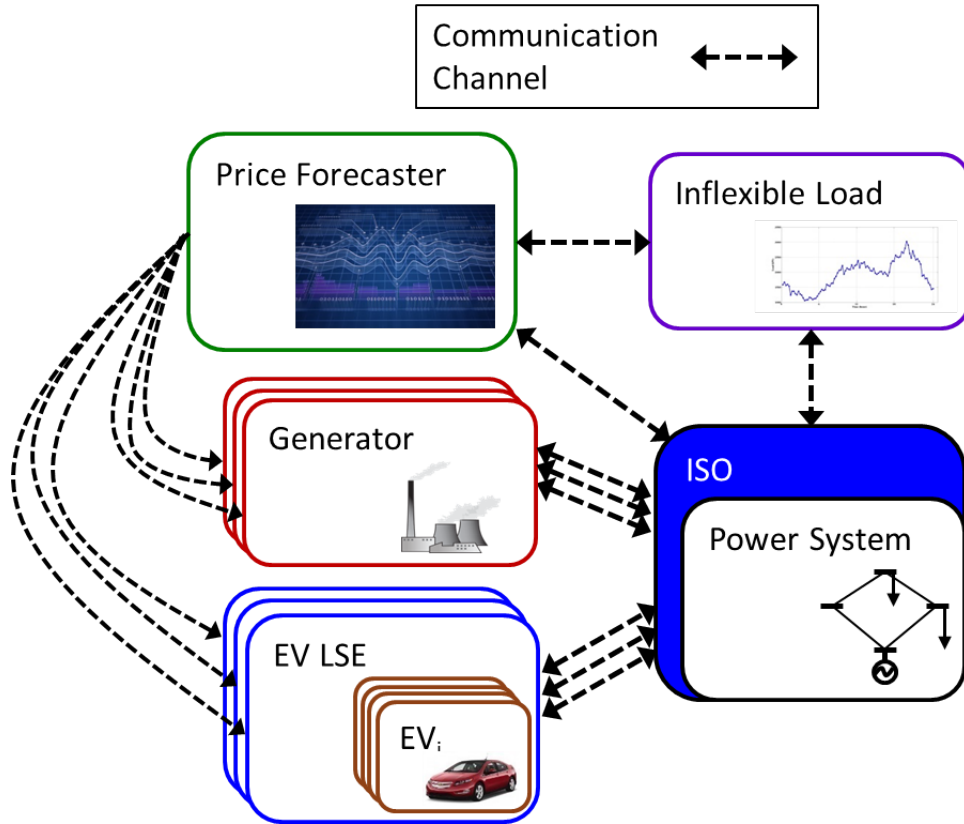 Communication
Channel
Price Forecaster
Inflexible Load
Generator
ISO
Power System
EV LSE
EVᵢ